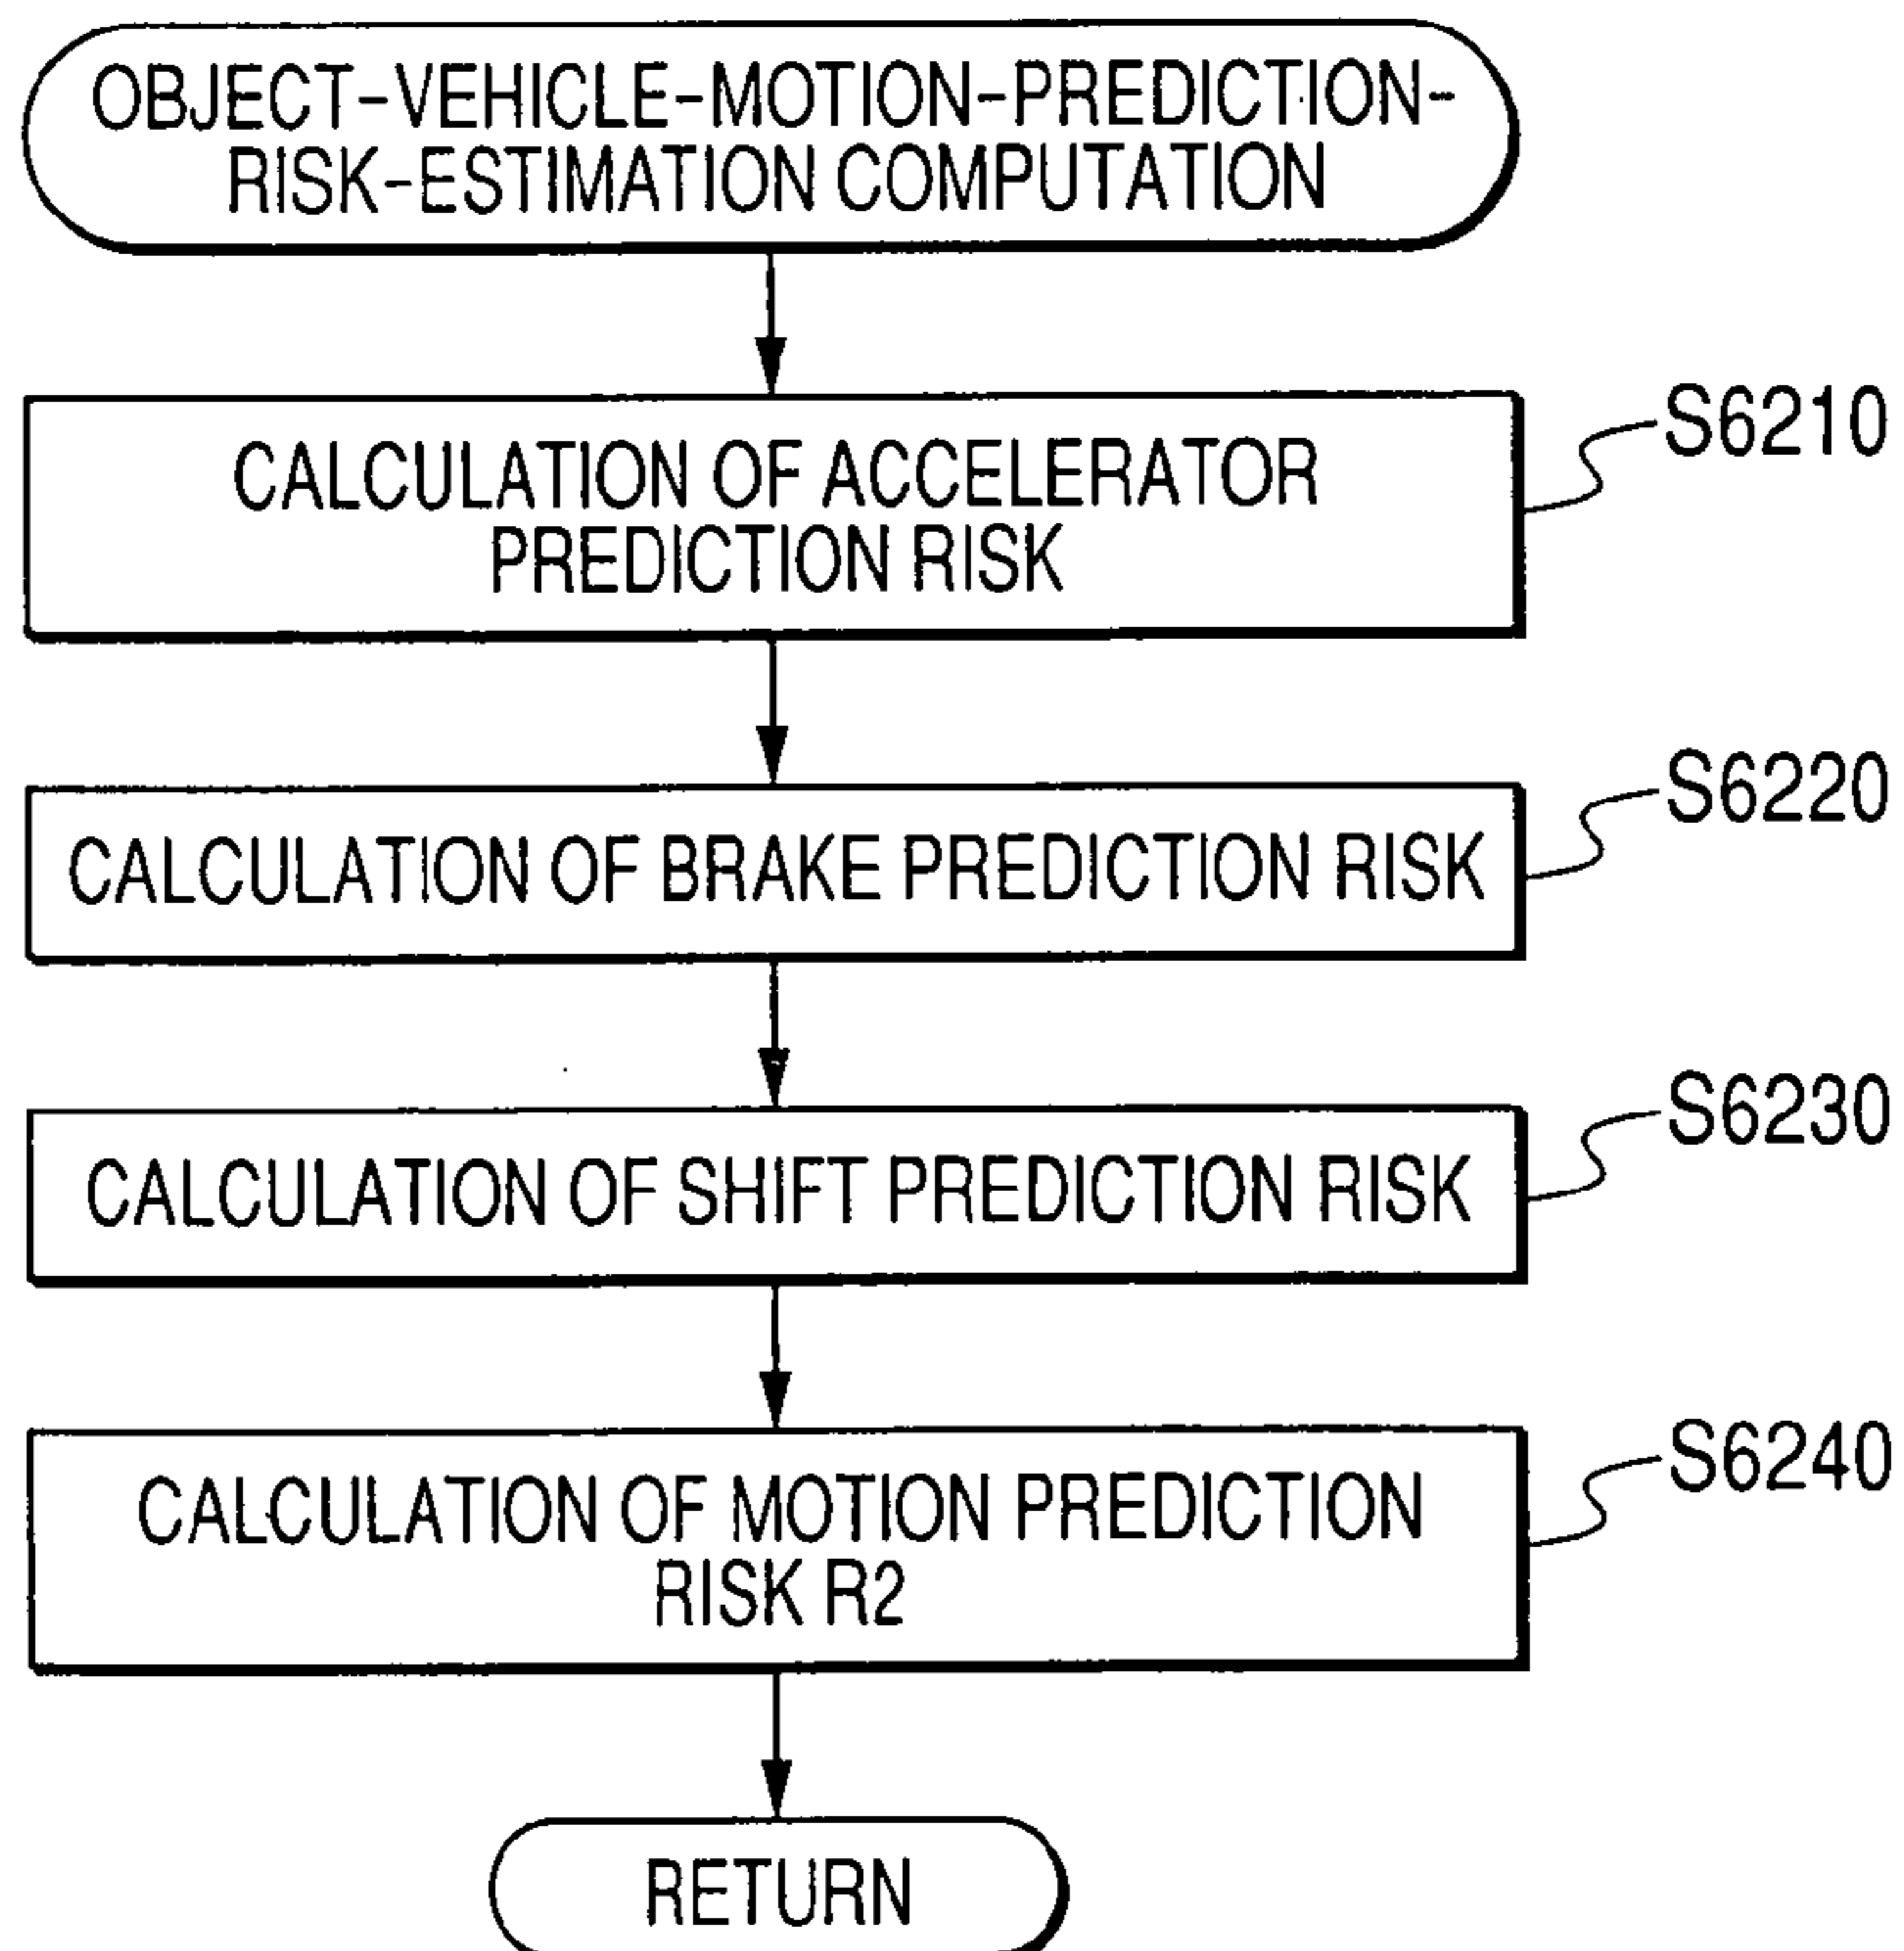 OBJECT-VEHICLE-MOTION-PREDICTION-
RISK-ESTIMATION COMPUTATION
S6210
CALCULATION OF ACCELERATOR
PREDICTION RISK
S6220
CALCULATION OF BRAKE PREDICTION RISK
S6230
CALCULATION OF SHIFT PREDICTION RISK
S6240
CALCULATION OF MOTION PREDICTION
RISK R2
RETURN